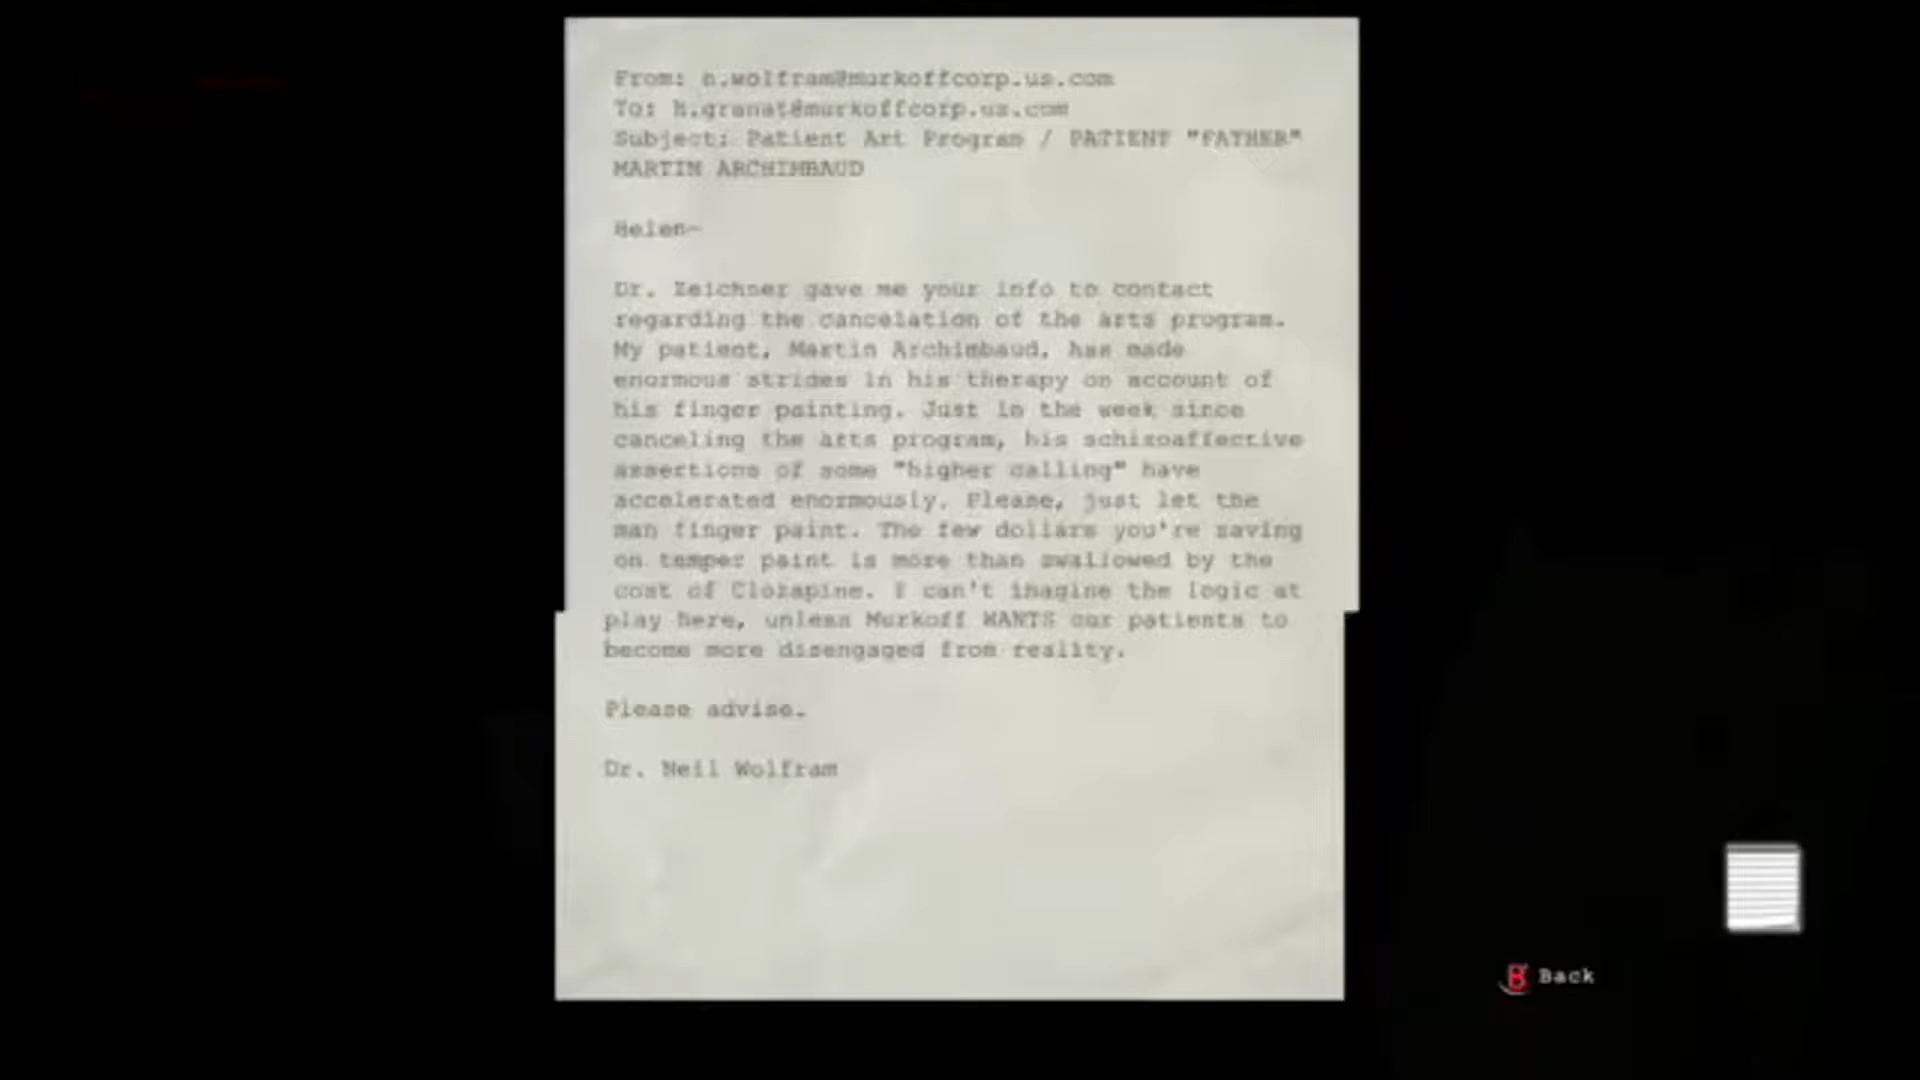 From: n.wolfram@murkoffcorp.us.com
To: h.granat@murkoffcorp.us.com
Subject: Patient Art Program / PATIENT "FATHER"
MARTIN ARCHIMBAUD
Helen-
Dr. Zeichner gave me your info to contact
regarding the cancelation of the arts program.
My patient, Martin Archimbaud, has made
enormous strides in his therapy on account of
his finger painting. Just in the week since
canceling the arts program, his schizoaffective
assertions of some "higher calling" have
accelerated enormously. Please, just let the
man finger paint. The few dollars you're saving
on temper paint is more than swallowed by the
cost of Clozapine. I can't imagine the logic at
play here, unless Murkoff WANTS our patients to
become more disengaged from reality.
Please advise.
Dr. Neil Wolfram
B Back